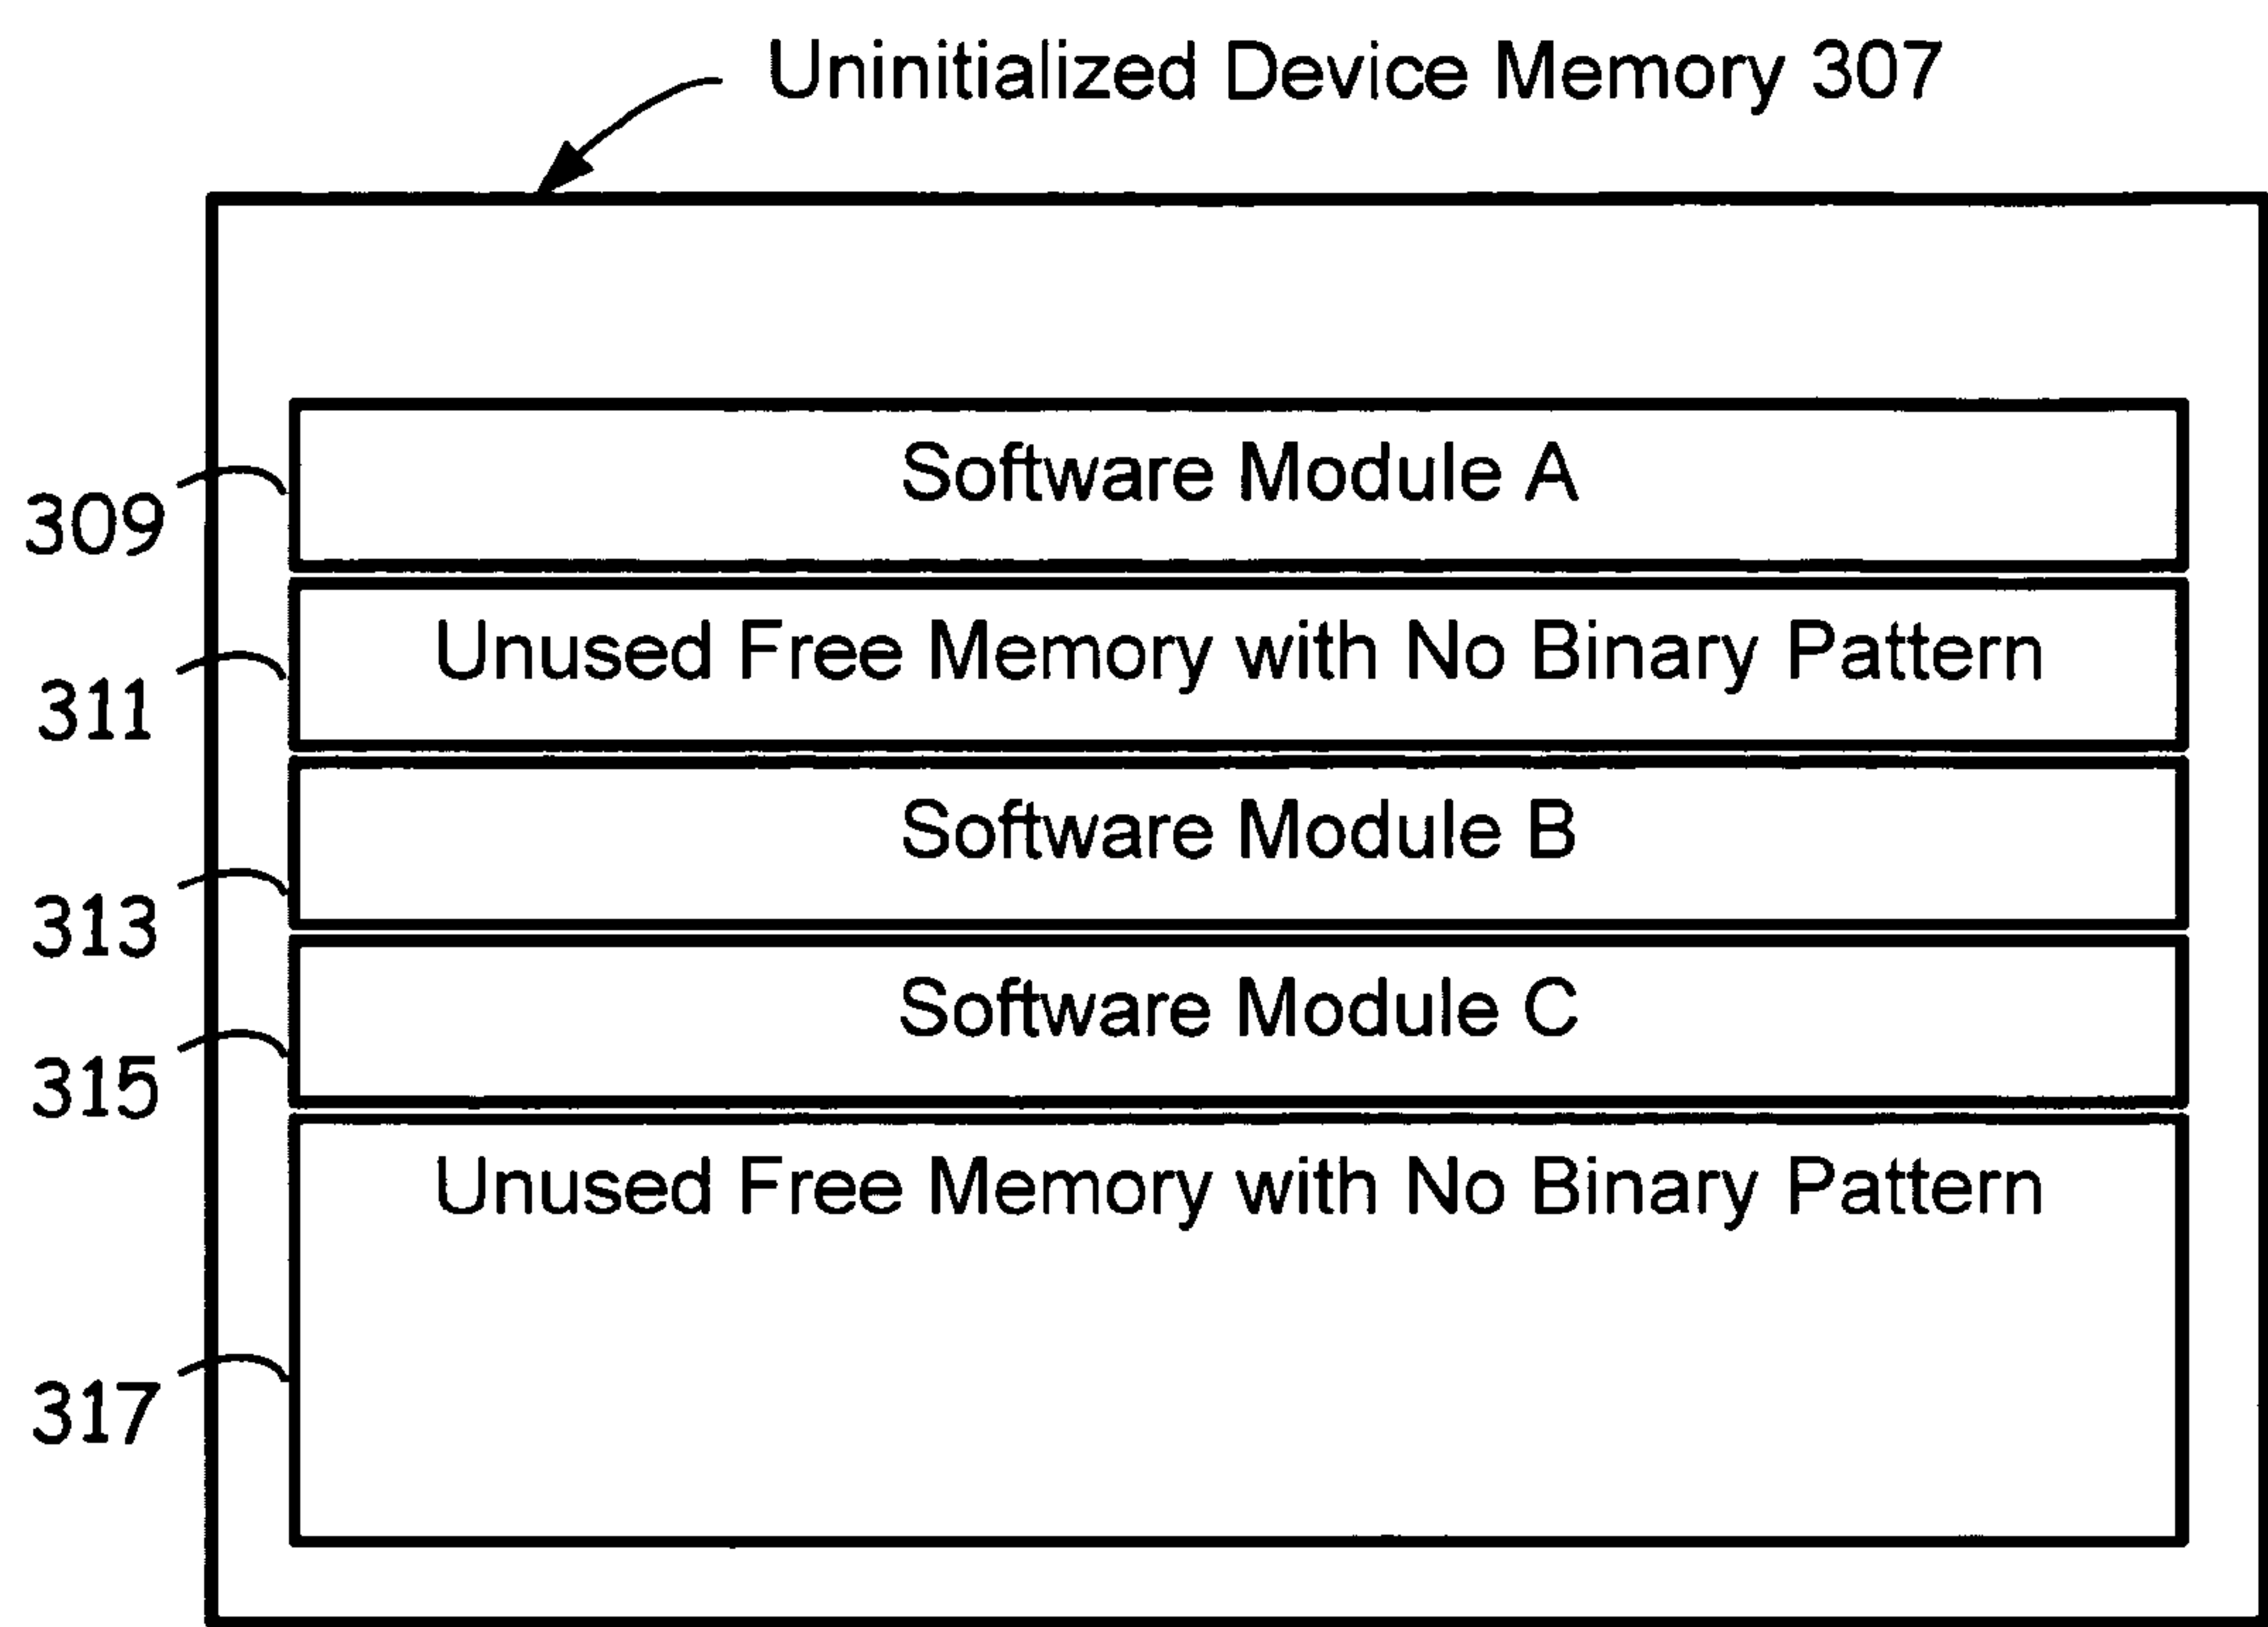 Uninitialized Device Memory 307
Software Module A
309
Unused Free Memory with No Binary Pattern
311
Software Module B
313
Software Module C
315
Unused Free Memory with No Binary Pattern
317